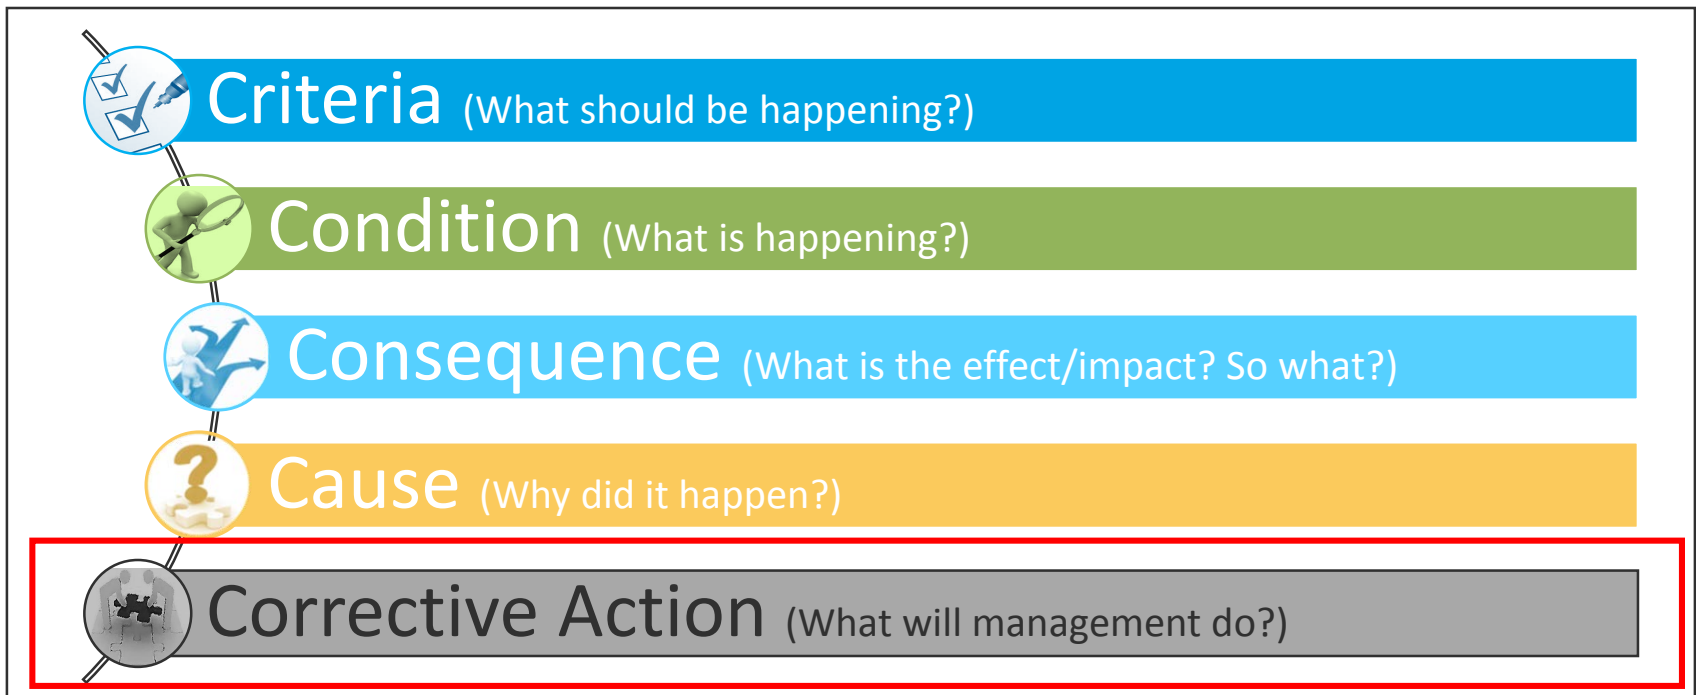 Criteria (What should be happening?)
Condition (What is happening?)
Consequence (What is the effect/impact? So what?)
Cause (Why did it happen?)
Corrective Action (What will management do?)